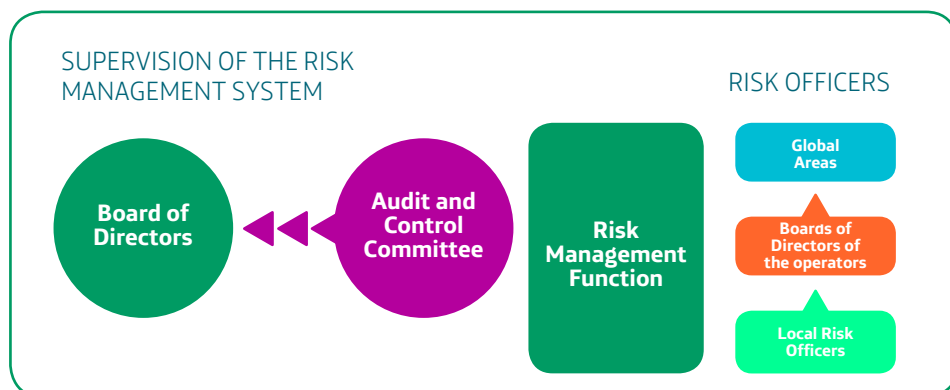 SUPERVISION OF THE RISK
MANAGEMENT SYSTEM
Board of
Directors
Audit and
Control
Committee
Risk
Management
Function
RISK OFFICERS
Global
Areas
Boards of
Directors of
the operators
Local Risk
Officers